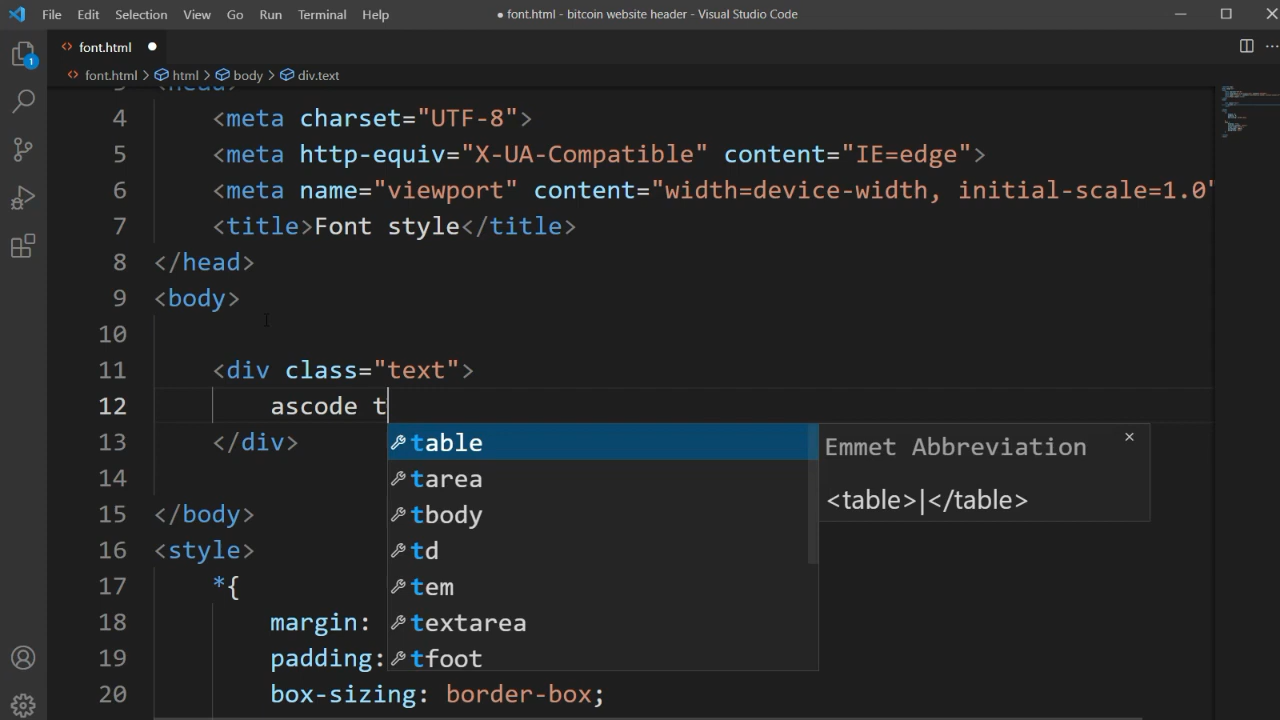 File Edit Selection View Go Run Terminal Help ● font.html - bitcoin website header - Visual Studio Code
<> font.html ●
<> font.html > html > body > div.text
1
3 <head>
4 <meta charset="UTF-8">
5 <meta http-equiv="X-UA-Compatible" content="IE=edge">
6 <meta name="viewport" content="width=device-width, initial-scale=1.0"
7 <title>Font style</title>
8 </head>
9 <body>
10
11 <div class="text">
12 ascode t
13 </div>
14
15 </body>
16 <style>
17 *{
18 margin:
19 padding:
20 box-sizing: border-box;
table
tarea
tbody
td
tem
textarea
tfoot
Emmet Abbreviation
<table>|</table>